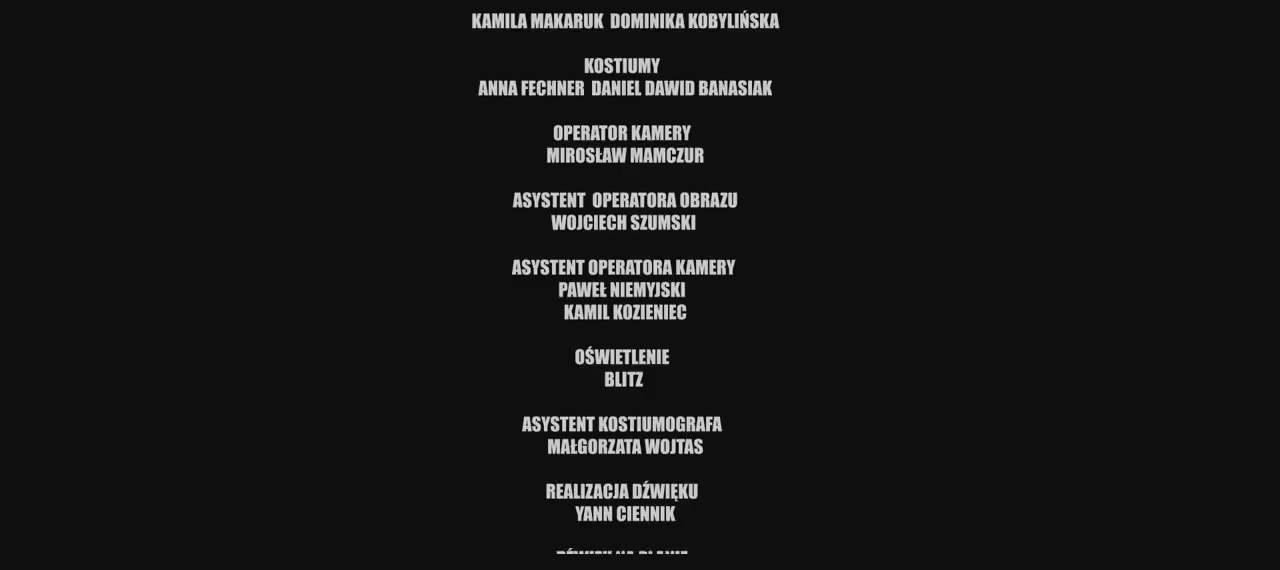 KAMILA MAKARUK  DOMINIKA KOBYLIŃSKA
KOSTIUMY
ANNA FECHNER  DANIEL DAWID BANASIAK
OPERATOR KAMERY
MIROSŁAW MAMCZUR
ASYSTENT  OPERATORA OBRAZU
WOJCIECH SZUMSKI
ASYSTENT OPERATORA KAMERY
PAWEŁ NIEMYJSKI
KAMIL KOZIENIEC
OŚWIETLENIE
BLITZ
ASYSTENT KOSTIUMOGRAFA
MAŁGORZATA WOJTAS
REALIZACJA DŹWIĘKU
YANN CIENNIK